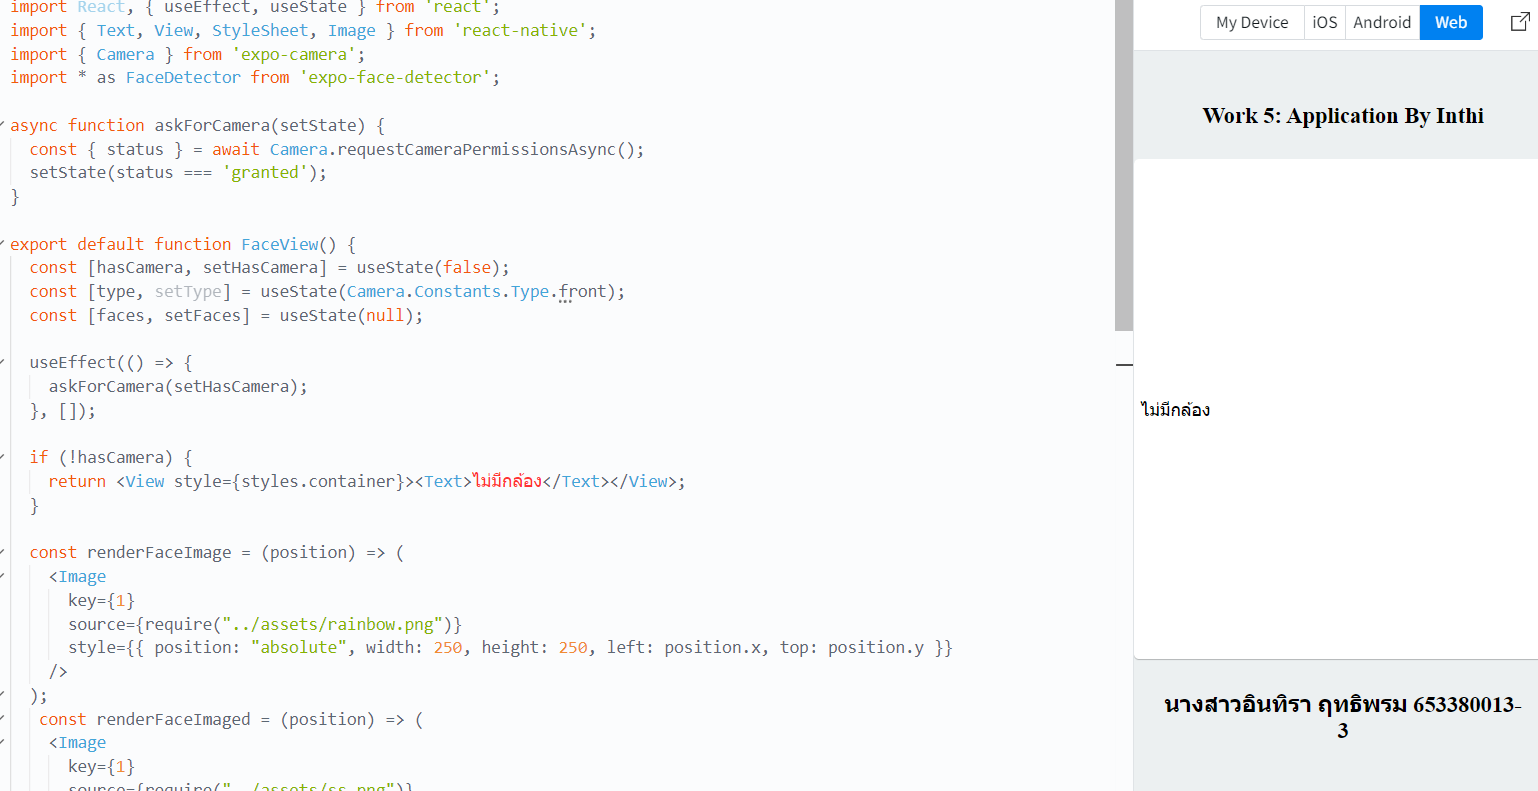 import React, { useEffect, useState } from 'react';
import { Text, View, StyleSheet, Image } from 'react-native';
import { Camera } from 'expo-camera';
import * as FaceDetector from 'expo-face-detector';
async function askForCamera(setState) {
const { status } = await Camera.requestCameraPermissionsAsync();
setState(status === 'granted');
}
export default function FaceView() {
const [hasCamera, setHasCamera] = useState(false);
const [type, setType] = useState(Camera.Constants.Type.front);
const [faces, setFaces] = useState(null);
useEffect(() => {
askForCamera(setHasCamera);
}, []);
if (!hasCamera) {
return <View style={styles.container}><Text>ไม่มีกล้อง</Text></View>;
}
const renderFaceImage = (position) => (
<Image
key={1}
source={require("../assets/rainbow.png")}
style={{ position: "absolute", width: 250, height: 250, left: position.x, top: position.y }}
/>
);
const renderFaceImaged = (position) => (
<Image
key={1}
source={require("../assets/ss.png")}
My Device iOS Android Web
Work 5: Application By Inthi
ไม่มีกล้อง
นางสาวอินทิรา ฤทธิพรม 653380013-
3